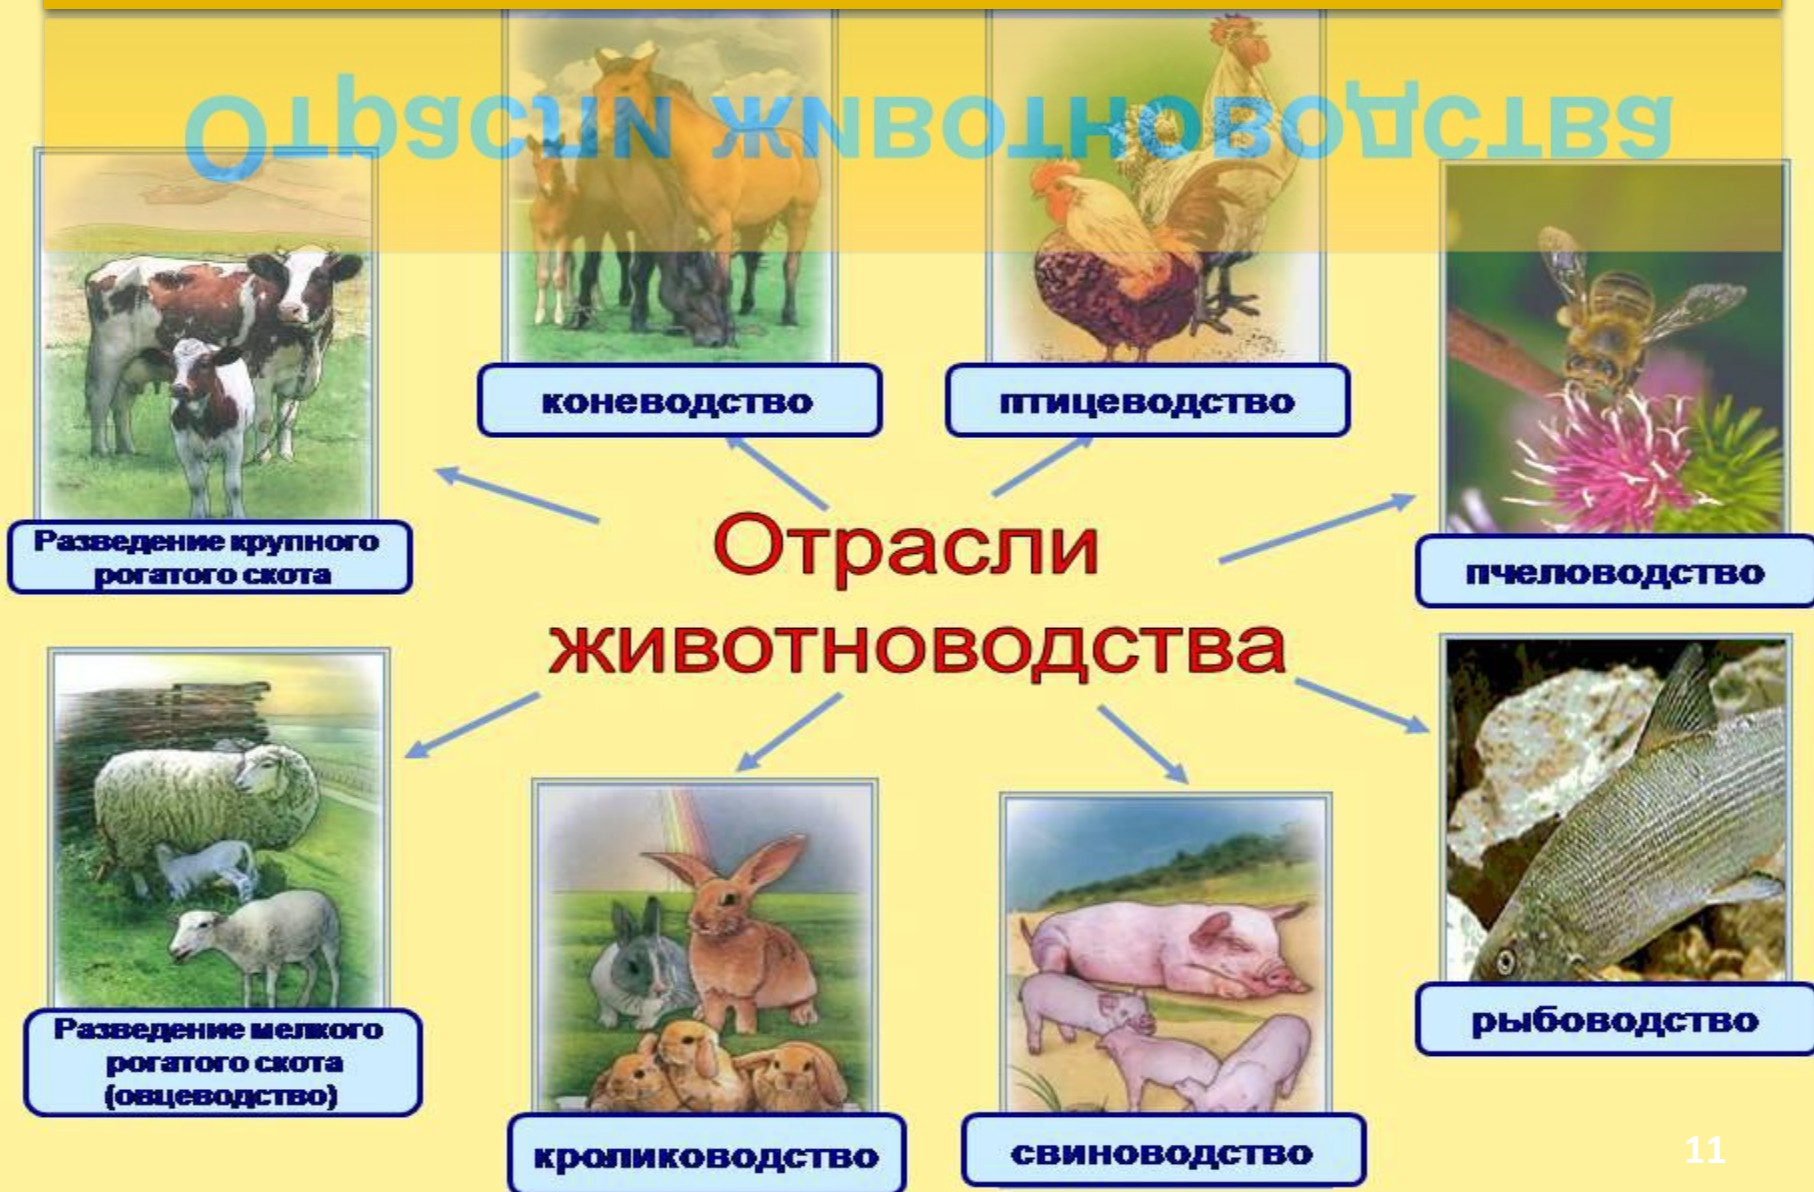 Отрасли животноводства
коневодство
птицеводство
Разведение крупного
рогатого скота
Отрасли
животноводства
пчеловодство
Разведение мелкого
рогатого скота
(овцеводство)
кролиководство
свиноводство
рыбоводство
11